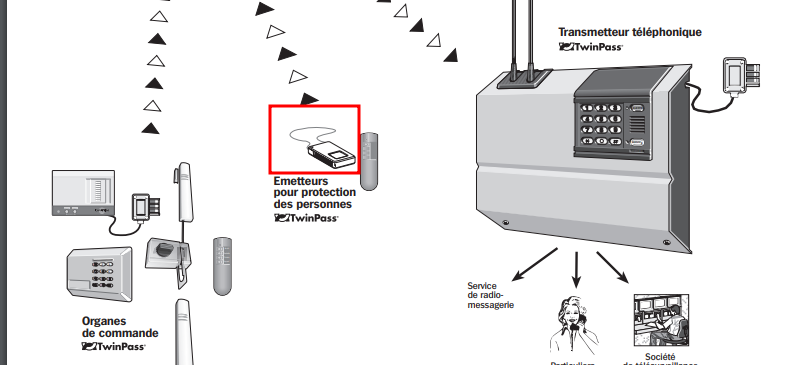 Transmetteur téléphonique
TwinPass
Emetteurs
pour protection
des personnes
TwinPass
Service
de radio-
messagerie
Organes
de commande
TwinPass
Particuliers
Société
de télésurveillance